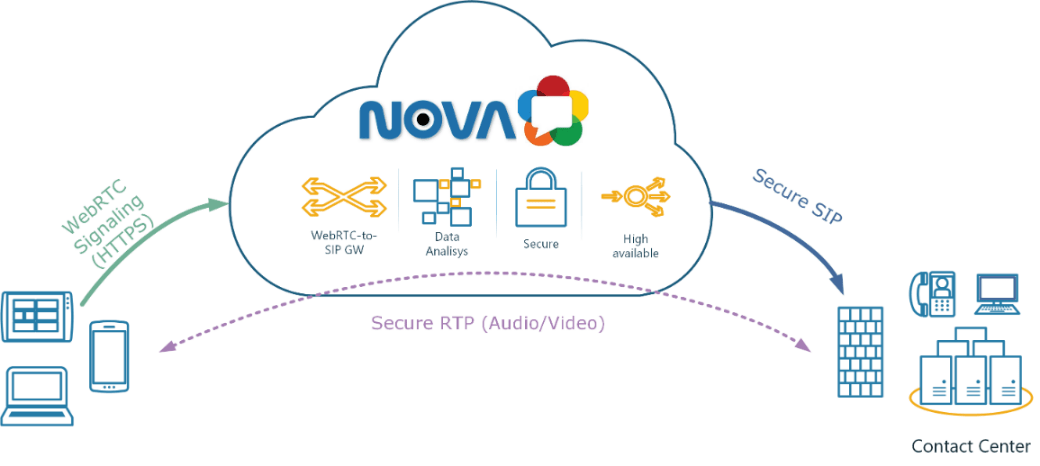 NOVA
WebRTC
Signaling
(HTTPS)
WebRTC-to-
SIP GW
Data
Analisys
Secure
High
available
Secure SIP
Secure RTP (Audio/Video)
Contact Center